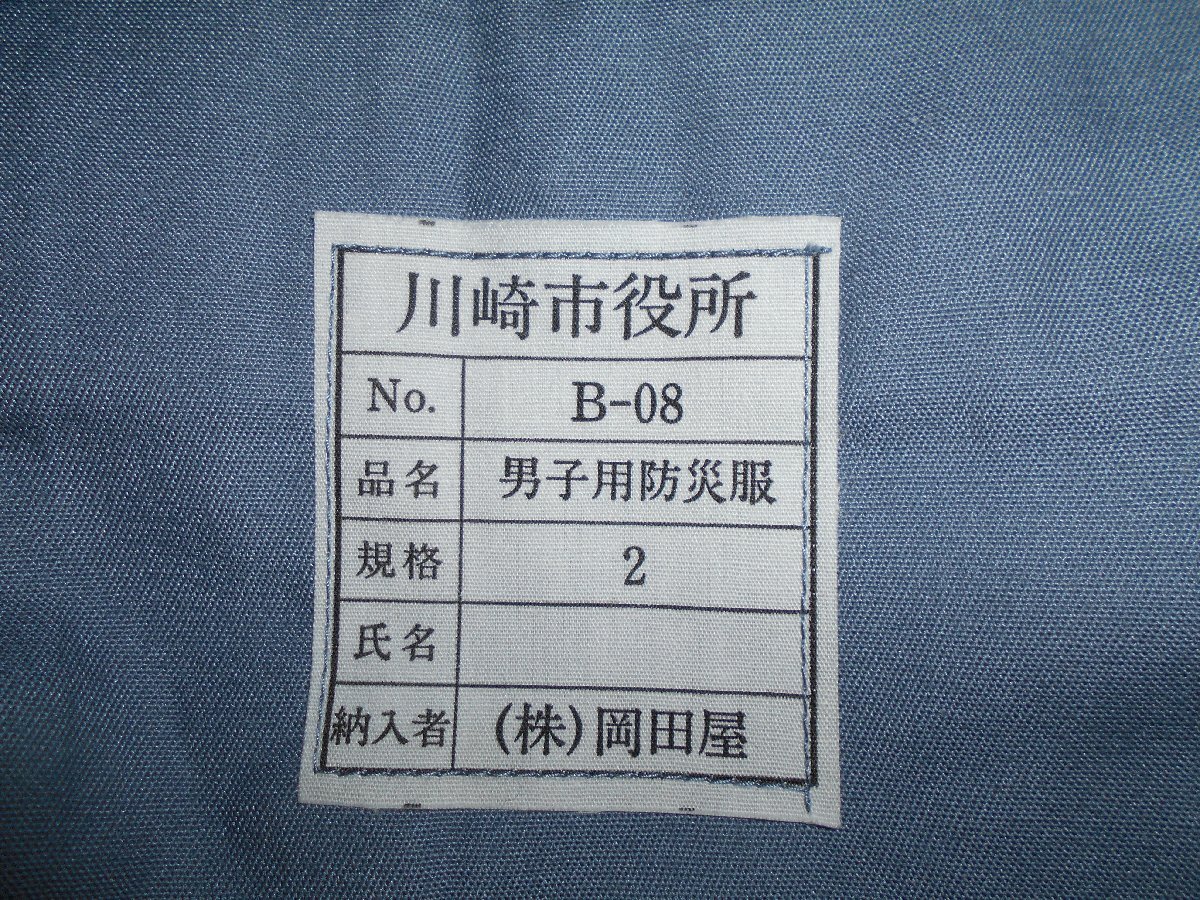 川崎市役所
No. B-08
品名 男子用防災服
規格 2
氏名
納入者 (株)岡田屋